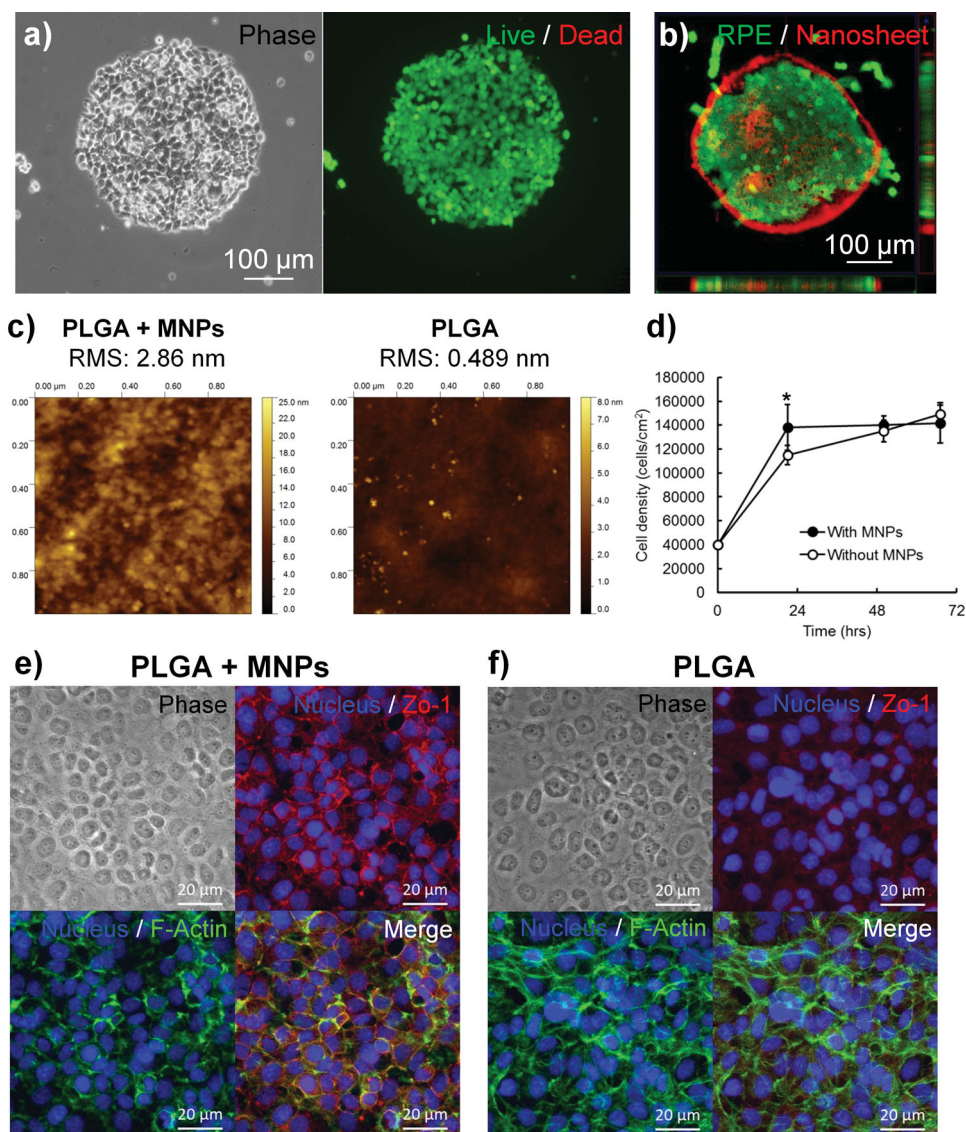 a)
Phase
Live / Dead
100 µm
b)
RPE / Nanosheet
100 µm
c)
PLGA + MNPs
RMS: 2.86 nm
0.00 µm 0.20 0.40 0.60 0.80
0.00
0.20
0.40
0.60
0.80
25.0 nm
22.0
20.0
18.0
16.0
14.0
12.0
10.0
8.0
6.0
4.0
2.0
0.0
PLGA
RMS: 0.489 nm
0.00 µm 0.20 0.40 0.60 0.80
0.00
0.20
0.40
0.60
0.80
8.0 nm
7.0
6.0
5.0
4.0
3.0
2.0
1.0
0.0
d)
Cell density (cells/cm²)
180000
160000
140000
120000
100000
80000
60000
40000
20000
0 24 48 72
Time (hrs)
*
With MNPs
Without MNPs
e)
PLGA + MNPs
Phase
20 µm
Nucleus / Zo-1
20 µm
Nucleus / F-Actin
20 µm
Merge
20 µm
f)
PLGA
Phase
20 µm
Nucleus / Zo-1
20 µm
Nucleus / F-Actin
20 µm
Merge
20 µm